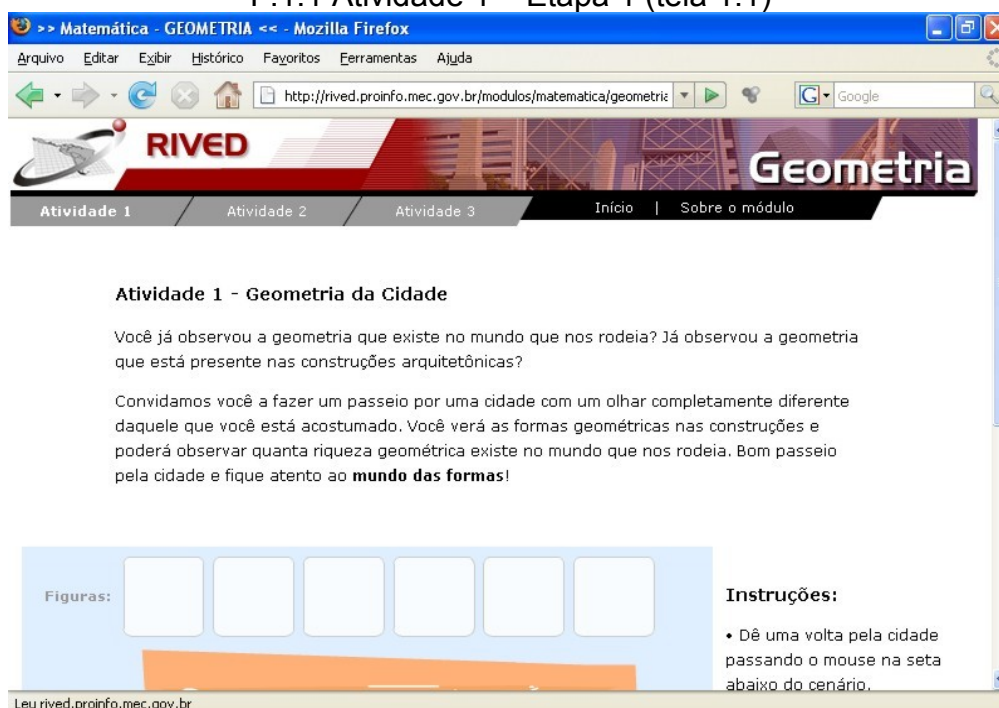 >> Matemática - GEOMETRIA << - Mozilla Firefox
Arquivo Editar Exibir Histórico Favoritos Ferramentas Ajuda
http://rived.proinfo.mec.gov.br/modulos/matematica/geometria
Google
RIVED
Geometria
Atividade 1 Atividade 2 Atividade 3 Início | Sobre o módulo
Atividade 1 - Geometria da Cidade
Você já observou a geometria que existe no mundo que nos rodeia? Já observou a geometria
que está presente nas construções arquitetônicas?
Convidamos você a fazer um passeio por uma cidade com um olhar completamente diferente
daquele que você está acostumado. Você verá as formas geométricas nas construções e
poderá observar quanta riqueza geométrica existe no mundo que nos rodeia. Bom passeio
pela cidade e fique atento ao mundo das formas!
Figuras:
Instruções:
• Dê uma volta pela cidade
passando o mouse na seta
abaixo do cenário.
Leu rived.proinfo.mec.gov.br